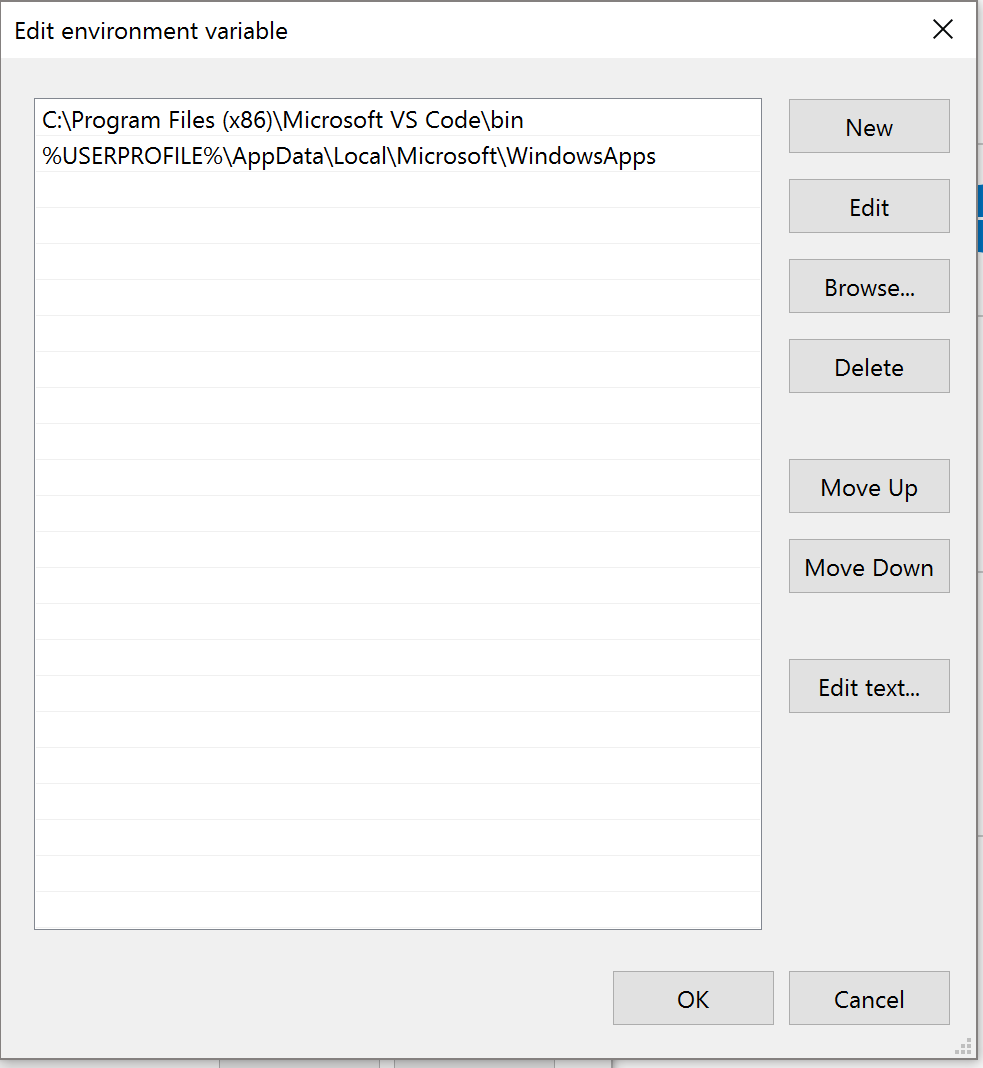 Edit environment variable
C:\Program Files (x86)\Microsoft VS Code\bin
%USERPROFILE%\AppData\Local\Microsoft\WindowsApps
New
Edit
Browse...
Delete
Move Up
Move Down
Edit text...
OK
Cancel